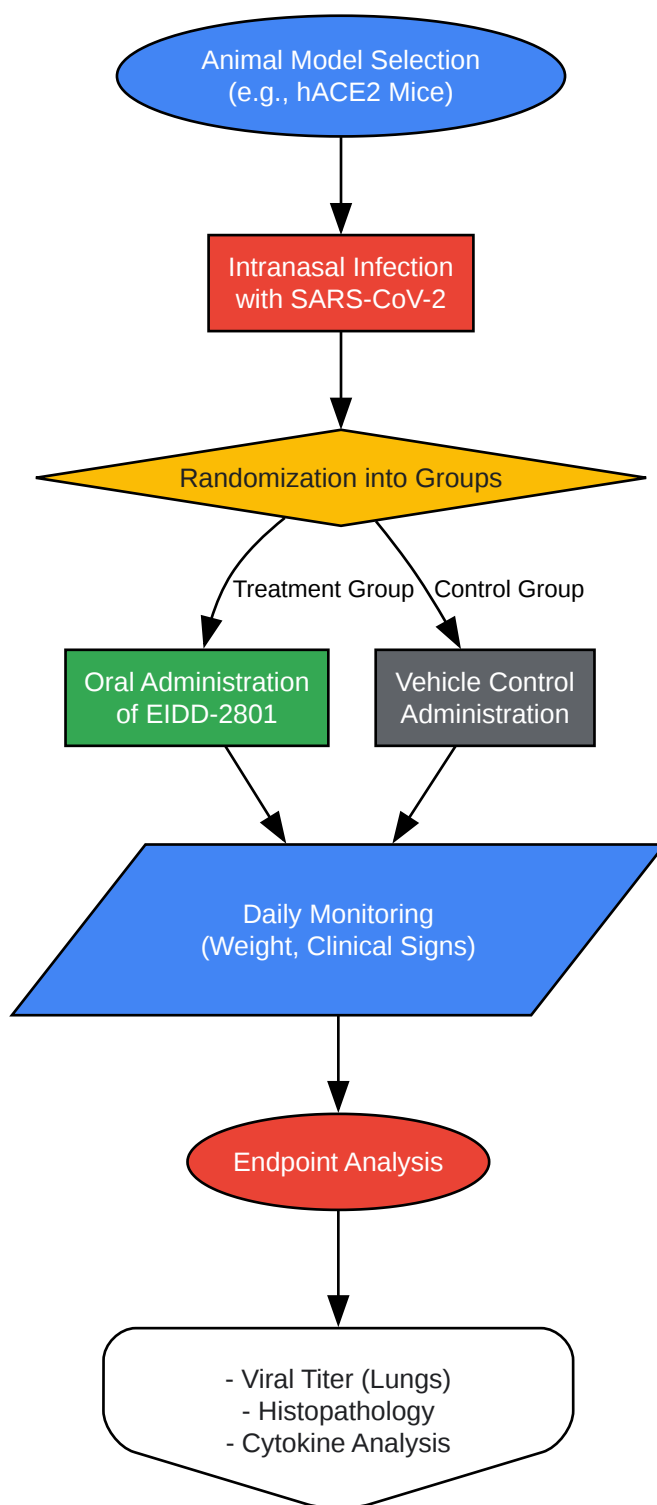 Animal Model Selection
(e.g., hACE2 Mice)
Intranasal Infection
with SARS-CoV-2
Randomization into Groups
Treatment Group
Control Group
Oral Administration
of EIDD-2801
Vehicle Control
Administration
Daily Monitoring
(Weight, Clinical Signs)
Endpoint Analysis
- Viral Titer (Lungs)
- Histopathology
- Cytokine Analysis